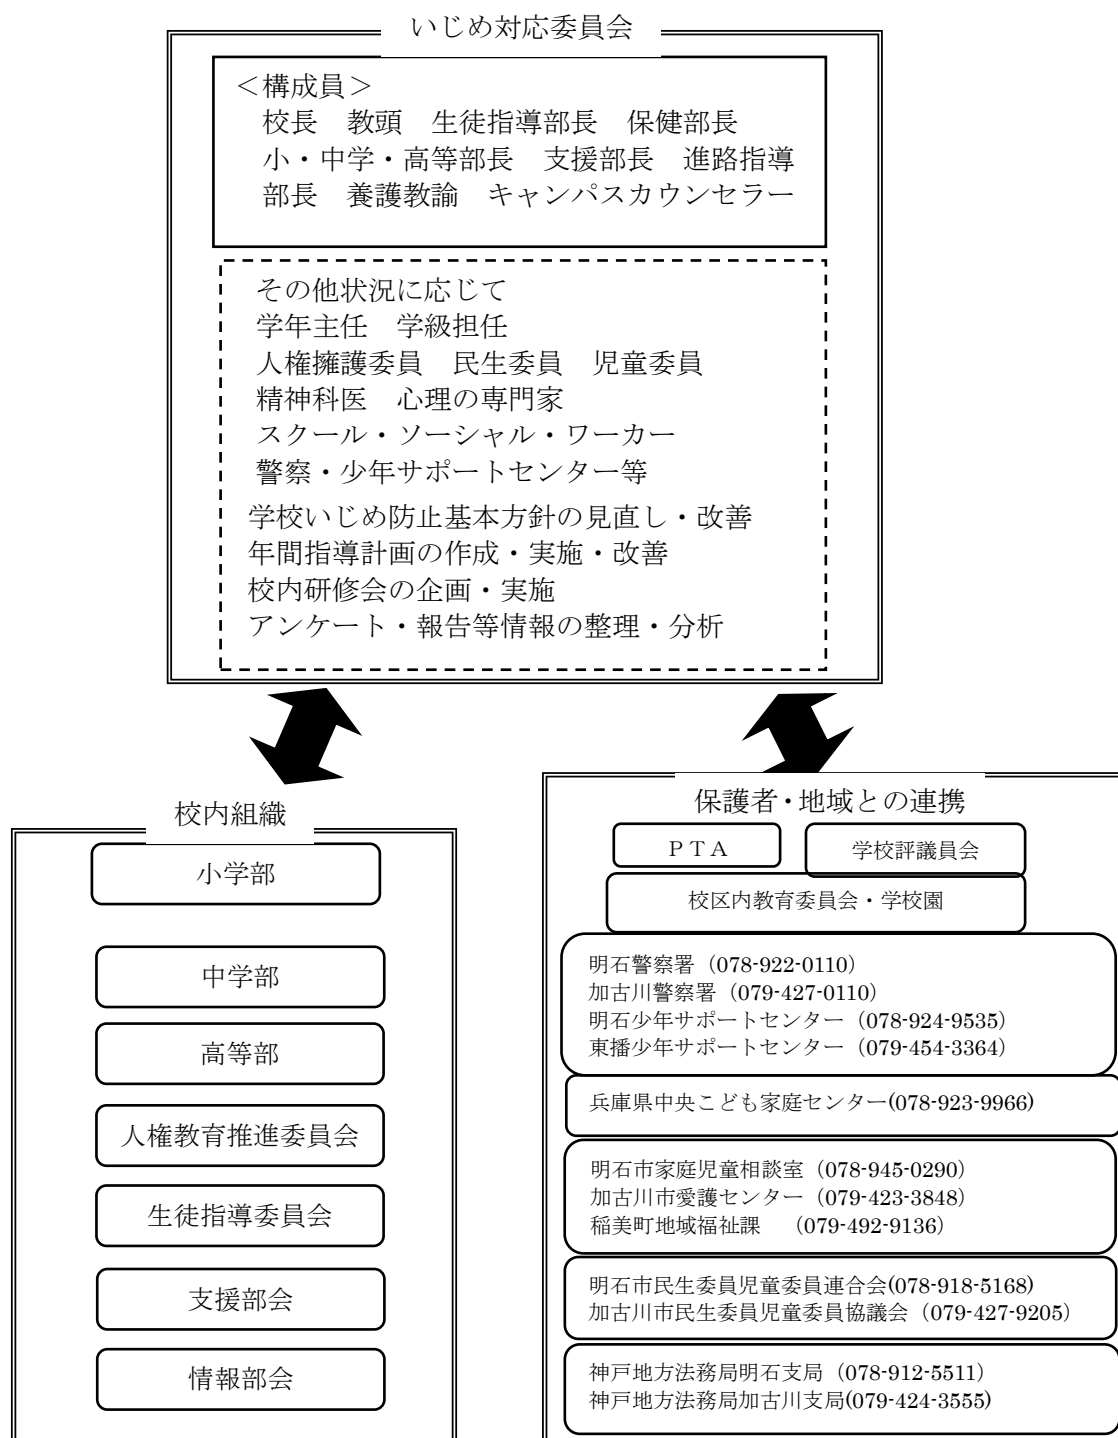 いじめ対応委員会
＜構成員＞
校長　教頭　生徒指導部長　保健部長
小・中学・高等部長　支援部長　進路指導
部長　養護教諭　キャンパスカウンセラー
その他状況に応じて
学年主任　学級担任
人権擁護委員　民生委員　児童委員
精神科医　心理の専門家
スクール・ソーシャル・ワーカー
警察・少年サポートセンター等
学校いじめ防止基本方針の見直し・改善
年間指導計画の作成・実施・改善
校内研修会の企画・実施
アンケート・報告等情報の整理・分析
校内組織
小学部
中学部
高等部
人権教育推進委員会
生徒指導委員会
支援部会
情報部会
保護者・地域との連携
ＰＴＡ
学校評議員会
校区内教育委員会・学校園
明石警察署（078-922-0110）
加古川警察署（079-427-0110）
明石少年サポートセンター（078-924-9535）
東播少年サポートセンター（079-454-3364）
兵庫県中央こども家庭センター(078-923-9966)
明石市家庭児童相談室（078-945-0290）
加古川市愛護センター（079-423-3848）
稲美町地域福祉課　（079-492-9136）
明石市民生委員児童委員連合会(078-918-5168)
加古川市民生委員児童委員協議会（079-427-9205）
神戸地方法務局明石支局（078-912-5511）
神戸地方法務局加古川支局(079-424-3555)